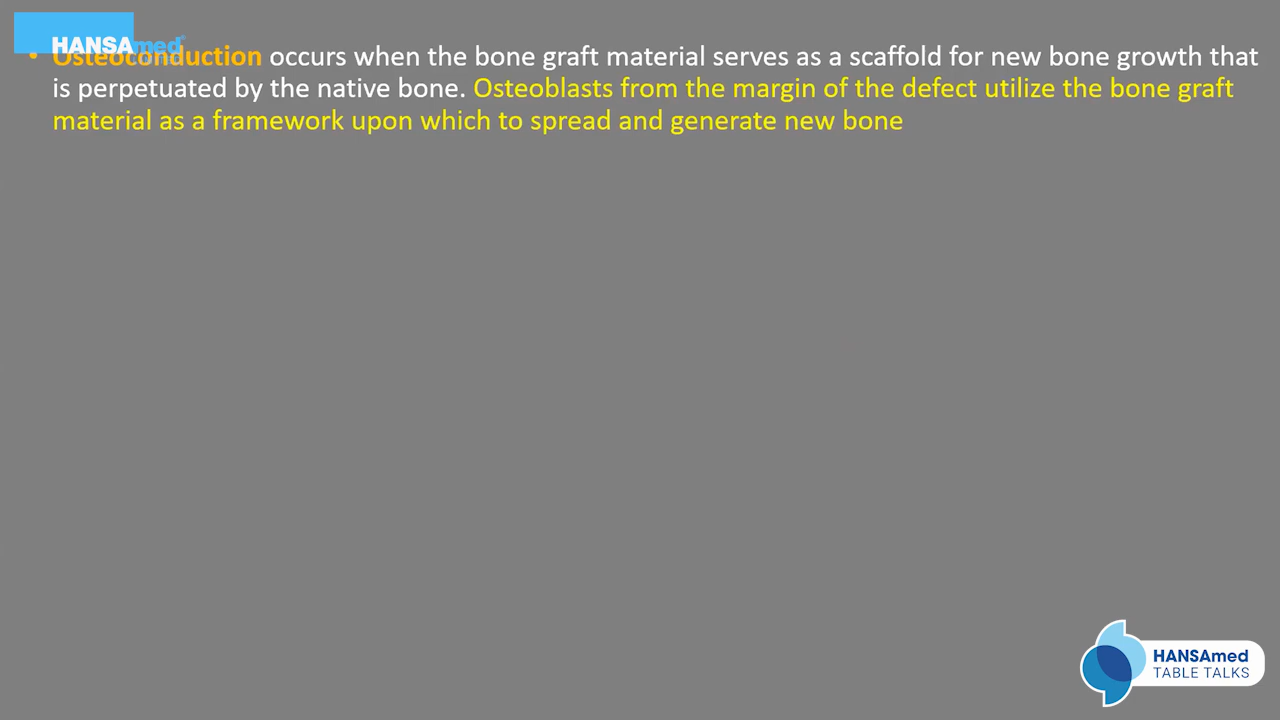 HANSAmed®
• Osteoconduction occurs when the bone graft material serves as a scaffold for new bone growth that
is perpetuated by the native bone. Osteoblasts from the margin of the defect utilize the bone graft
material as a framework upon which to spread and generate new bone
HANSAmed
TABLE TALKS